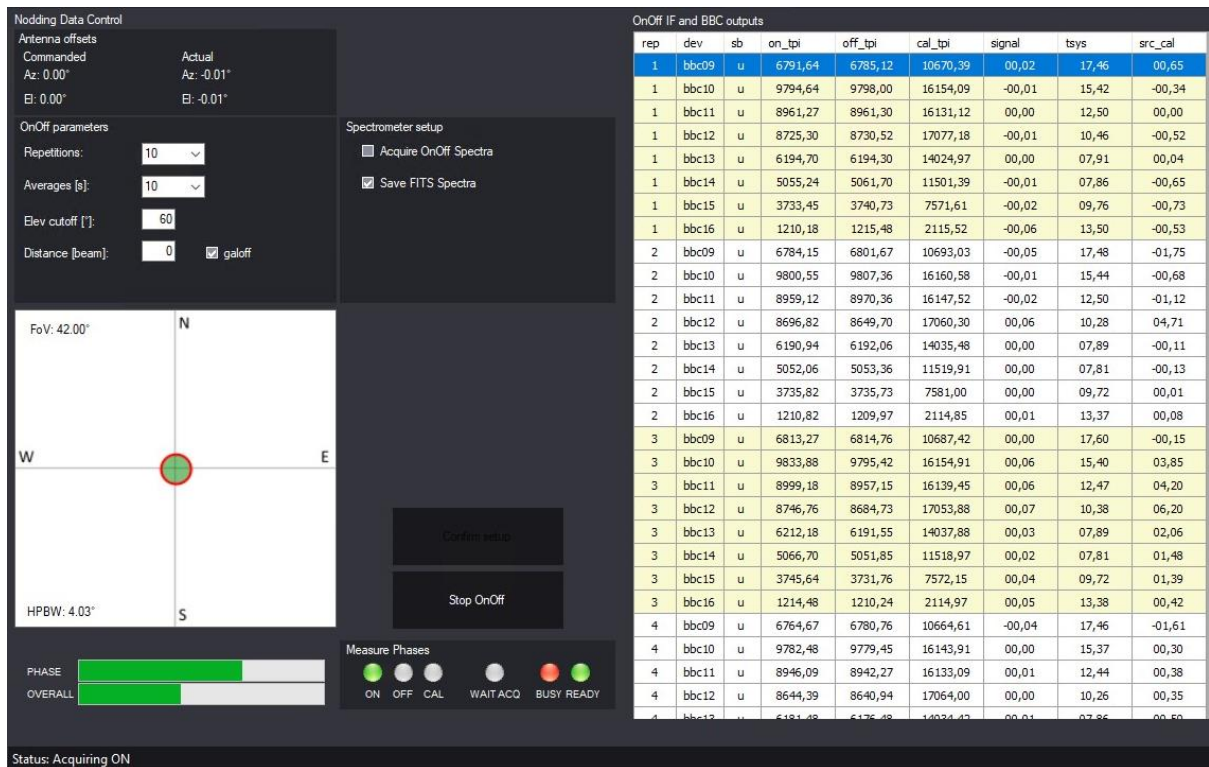 Nodding Data Control
Antenna offsets
Commanded Actual
Az: 0.00° Az: -0.01°
El: 0.00° El: -0.01°
OnOff parameters
Repetitions: 10
Averages [s]: 10
Elev cutoff [°]: 60
Distance [beam]: 0 galoff
Spectrometer setup
Acquire OnOff Spectra
Save FITS Spectra
FoV: 42.00°
N
W E
HPBW: 4.03°
S
Confirm setup
Stop OnOff
PHASE
OVERALL
Measure Phases
ON OFF CAL WAIT ACQ BUSY READY
OnOff IF and BBC outputs
rep dev sb on_tpi off_tpi cal_tpi signal tsys src_cal
1 bbc09 u 6791,64 6785,12 10670,39 00,02 17,46 00,65
1 bbc10 u 9794,64 9798,00 16154,09 -00,01 15,42 -00,34
1 bbc11 u 8961,27 8961,30 16131,12 00,00 12,50 00,00
1 bbc12 u 8725,30 8730,52 17077,18 -00,01 10,46 -00,52
1 bbc13 u 6194,70 6194,30 14024,97 00,00 07,91 00,04
1 bbc14 u 5055,24 5061,70 11501,39 -00,01 07,86 -00,65
1 bbc15 u 3733,45 3740,73 7571,61 -00,02 09,76 -00,73
1 bbc16 u 1210,18 1215,48 2115,52 -00,06 13,50 -00,53
2 bbc09 u 6784,15 6801,67 10693,03 -00,05 17,48 -01,75
2 bbc10 u 9800,55 9807,36 16160,58 -00,01 15,44 -00,68
2 bbc11 u 8959,12 8970,36 16147,52 -00,02 12,50 -01,12
2 bbc12 u 8696,82 8649,70 17060,30 00,06 10,28 04,71
2 bbc13 u 6190,94 6192,06 14035,48 00,00 07,89 -00,11
2 bbc14 u 5052,06 5053,36 11519,91 00,00 07,81 -00,13
2 bbc15 u 3735,82 3735,73 7581,00 00,00 09,72 00,01
2 bbc16 u 1210,82 1209,97 2114,85 00,01 13,37 00,08
3 bbc09 u 6813,27 6814,76 10687,42 00,00 17,60 -00,15
3 bbc10 u 9833,88 9795,42 16154,91 00,06 15,40 03,85
3 bbc11 u 8999,18 8957,15 16139,45 00,06 12,47 04,20
3 bbc12 u 8746,76 8684,73 17053,88 00,07 10,38 06,20
3 bbc13 u 6212,18 6191,55 14037,88 00,03 07,89 02,06
3 bbc14 u 5066,70 5051,85 11518,97 00,02 07,81 01,48
3 bbc15 u 3745,64 3731,76 7572,15 00,04 09,72 01,39
3 bbc16 u 1214,48 1210,24 2114,97 00,05 13,38 00,42
4 bbc09 u 6764,67 6780,76 10664,61 -00,04 17,46 -01,61
4 bbc10 u 9782,48 9779,45 16143,91 00,00 15,37 00,30
4 bbc11 u 8946,09 8942,27 16133,09 00,01 12,44 00,38
4 bbc12 u 8644,39 8640,94 17064,00 00,00 10,26 00,35
Status: Acquiring ON